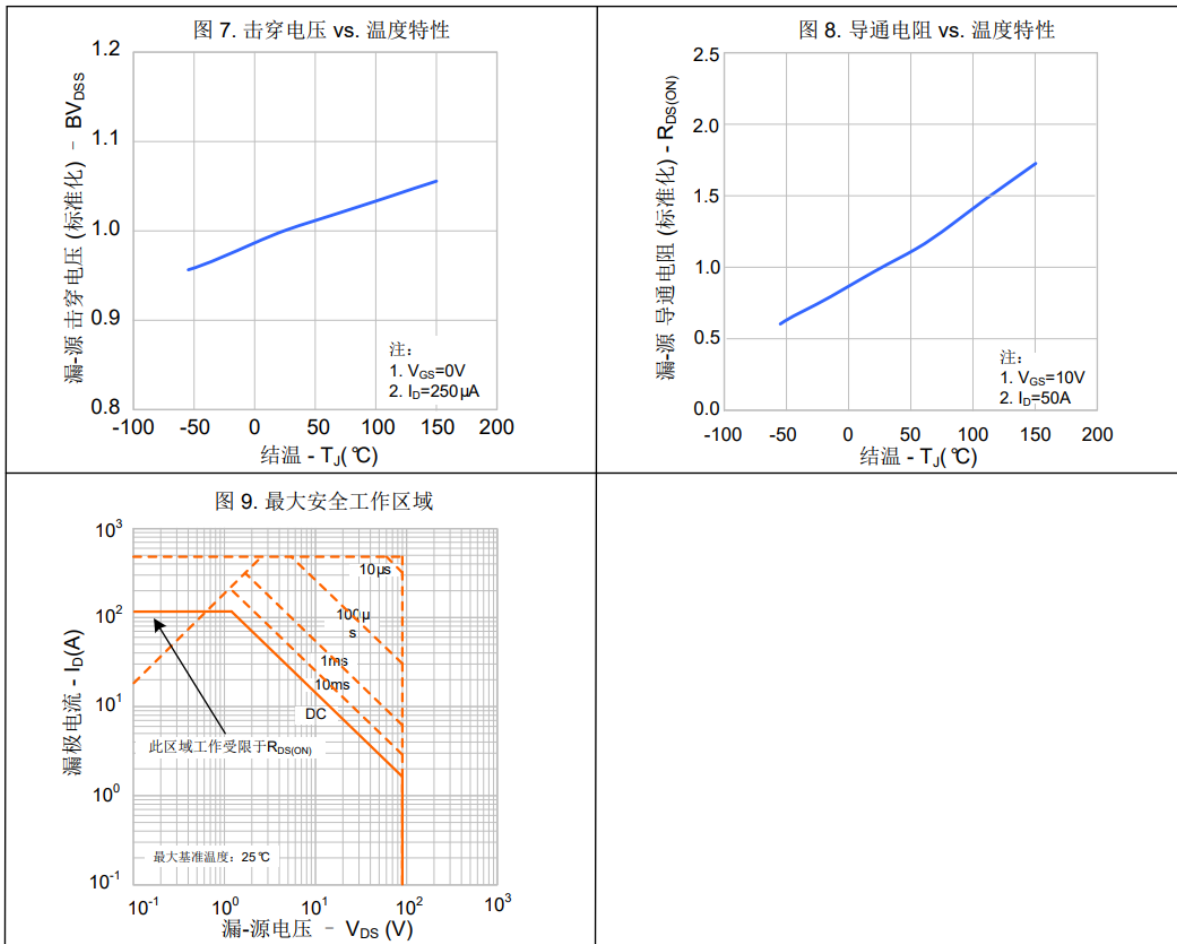 图 7. 击穿电压 vs. 温度特性
漏-源 击穿电压 (标准化) – BVDSS
1.2
1.1
1.0
0.9
0.8
注:
1. VGS=0V
2. ID=250µA
-100 -50 0 50 100 150 200
结温 - TJ( ℃)
图 8. 导通电阻 vs. 温度特性
漏-源 导通电阻 (标准化) - RDS(ON)
2.5
2.0
1.5
1.0
0.5
0.0
注:
1. VGS=10V
2. ID=50A
-100 -50 0 50 100 150 200
结温 - TJ( ℃)
图 9. 最大安全工作区域
漏极电流 - ID(A)
10³
10²
10¹
10⁰
10⁻¹
10µs
100µ
s
1ms
10ms
DC
此区域工作受限于RDS(ON)
最大基准温度: 25℃
10⁻¹ 10⁰ 10¹ 10² 10³
漏-源电压 – VDS (V)